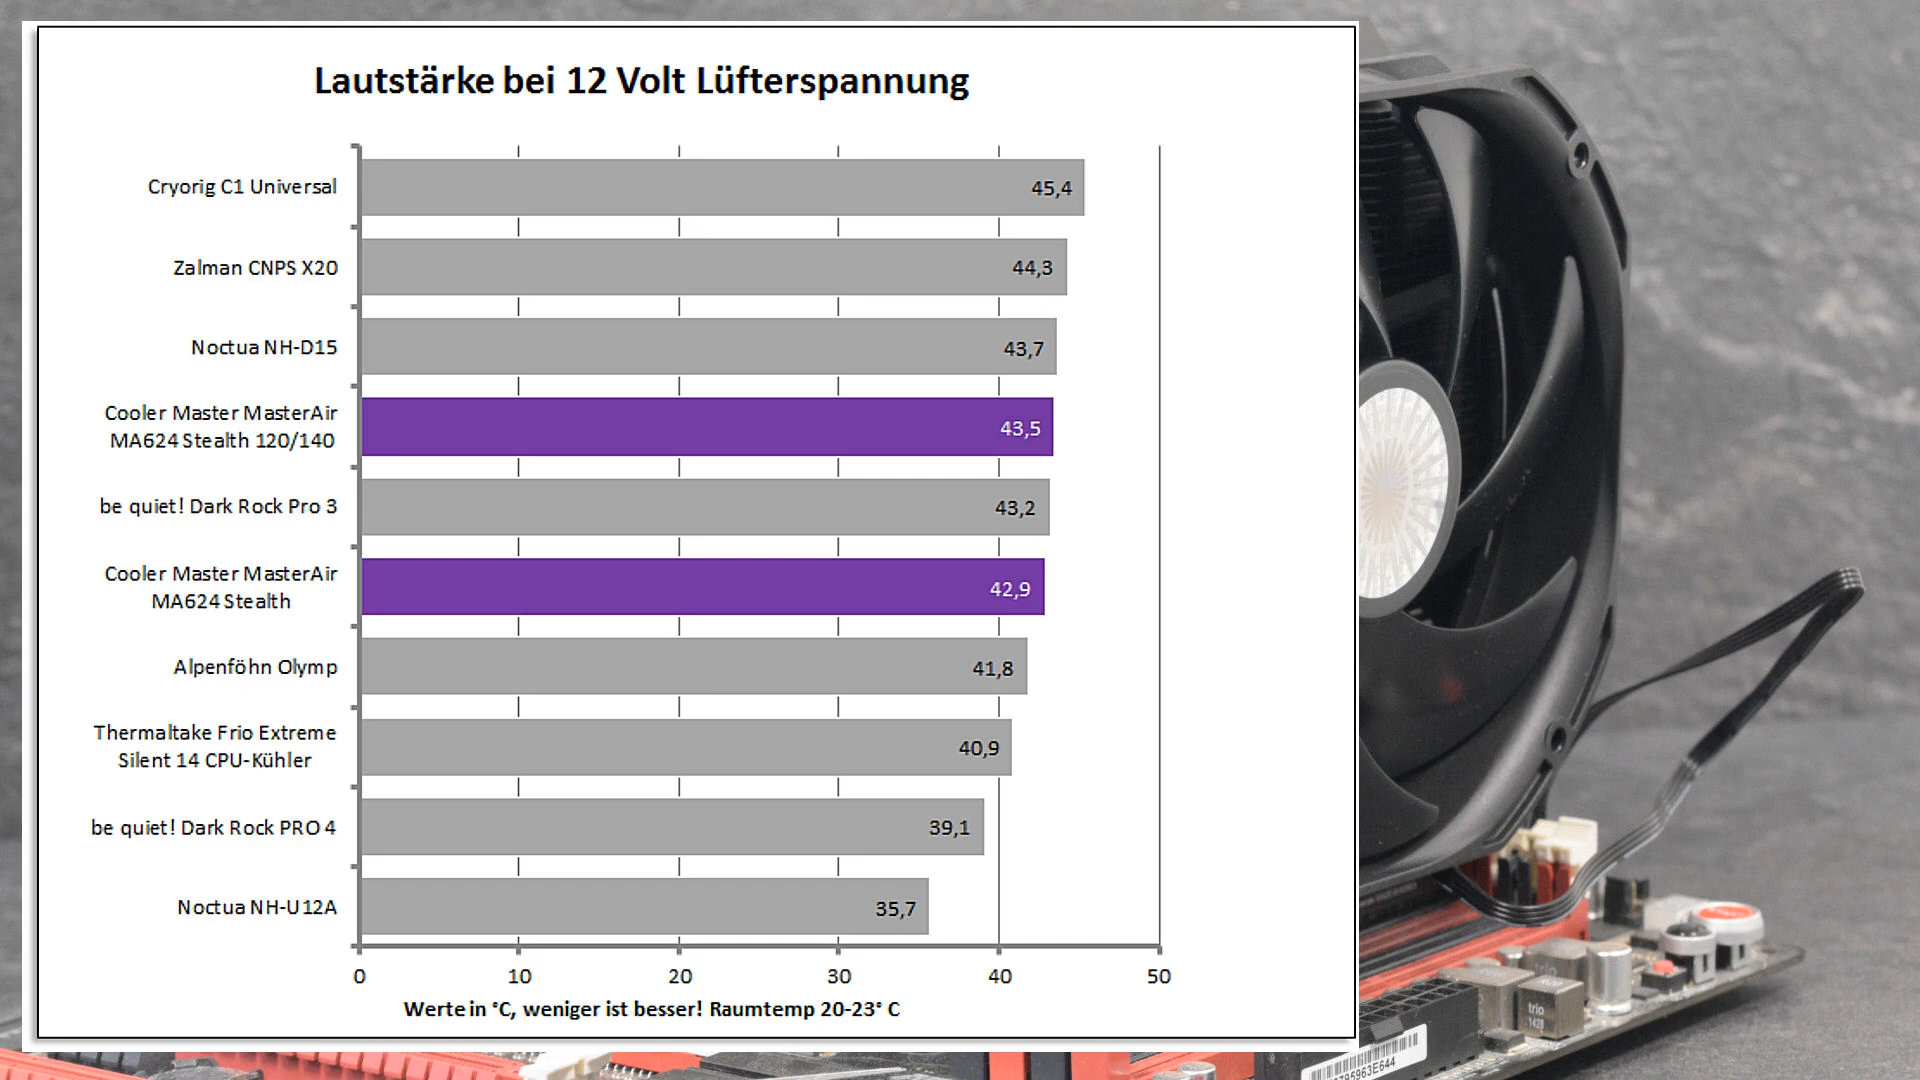 Lautstärke bei 12 Volt Lüfterspannung
Cryorig C1 Universal
45,4
Zalman CNPS X20
44,3
Noctua NH-D15
43,7
Cooler Master MasterAir
MA624 Stealth 120/140
43,5
be quiet! Dark Rock Pro 3
43,2
Cooler Master MasterAir
MA624 Stealth
42,9
Alpenföhn Olymp
41,8
Thermaltake Frio Extreme
Silent 14 CPU-Kühler
40,9
be quiet! Dark Rock PRO 4
39,1
Noctua NH-U12A
35,7
0 10 20 30 40 50
Werte in °C, weniger ist besser! Raumtemp 20-23° C
trio
1428